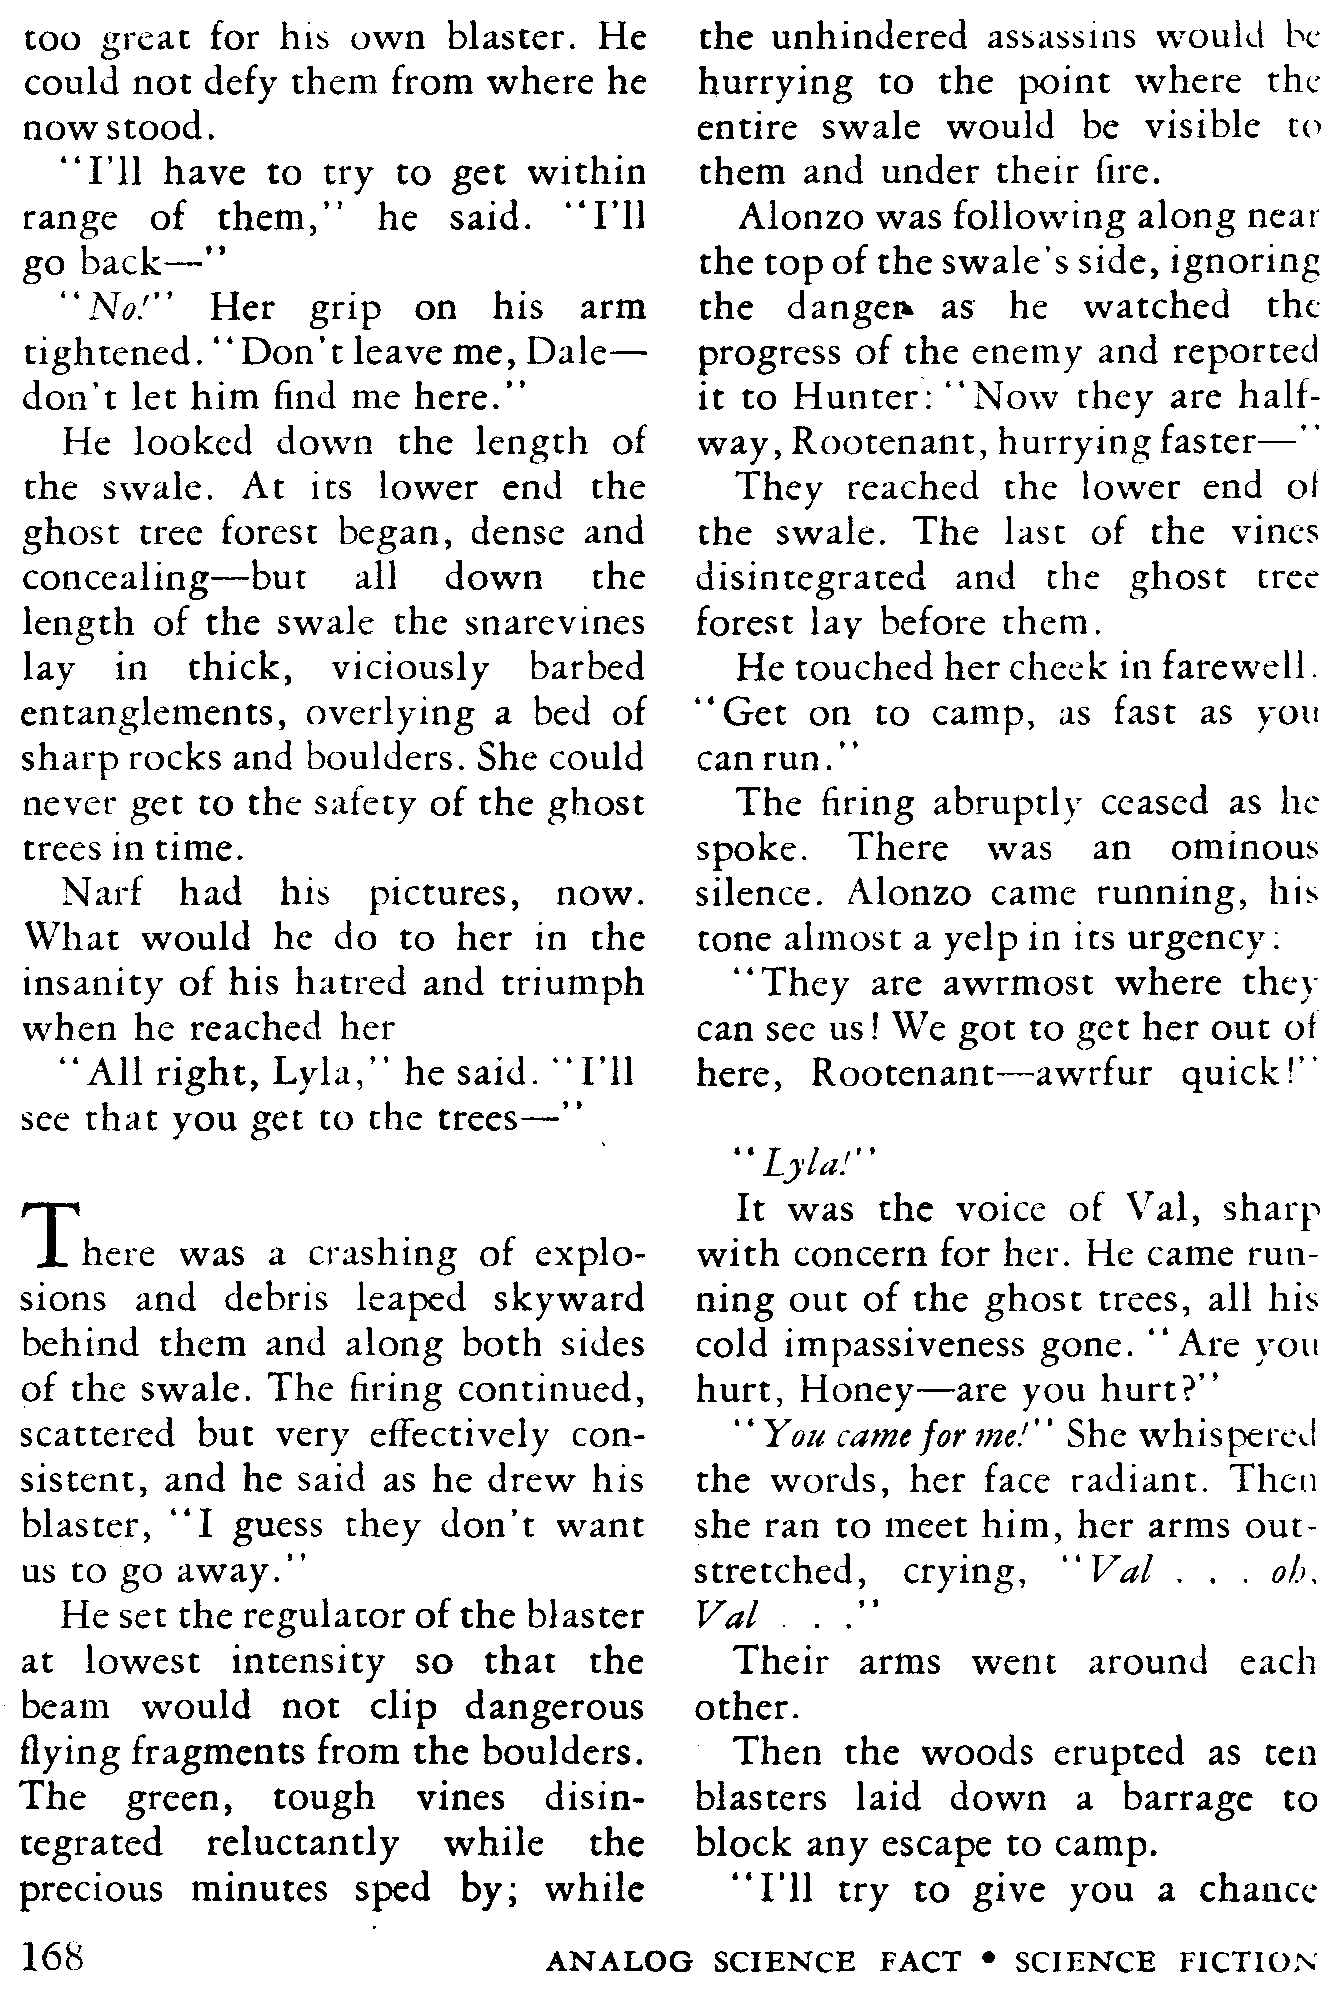 too great for his own blaster. He
could not defy them from where he
now stood.
"I'll have to try to get within
range of them," he said. "I'll
go back—"
"No!" Her grip on his arm
tightened. "Don't leave me, Dale—
don't let him find me here."
He looked down the length of
the swale. At its lower end the
ghost tree forest began, dense and
concealing—but all down the
length of the swale the snarevines
lay in thick, viciously barbed
entanglements, overlying a bed of
sharp rocks and boulders. She could
never get to the safety of the ghost
trees in time.
Narf had his pictures, now.
What would he do to her in the
insanity of his hatred and triumph
when he reached her
"All right, Lyla," he said. "I'll
see that you get to the trees—"
There was a crashing of explo-
sions and debris leaped skyward
behind them and along both sides
of the swale. The firing continued,
scattered but very effectively con-
sistent, and he said as he drew his
blaster, "I guess they don't want
us to go away."
He set the regulator of the blaster
at lowest intensity so that the
beam would not clip dangerous
flying fragments from the boulders.
The green, tough vines disin-
tegrated reluctantly while the
precious minutes sped by; while
the unhindered assassins would be
hurrying to the point where the
entire swale would be visible to
them and under their fire.
Alonzo was following along near
the top of the swale's side, ignoring
the danger as he watched the
progress of the enemy and reported
it to Hunter: "Now they are half-
way, Rootenant, hurrying faster—"
They reached the lower end of
the swale. The last of the vines
disintegrated and the ghost tree
forest lay before them.
He touched her cheek in farewell.
"Get on to camp, as fast as you
can run."
The firing abruptly ceased as he
spoke. There was an ominous
silence. Alonzo came running, his
tone almost a yelp in its urgency:
"They are awrmost where they
can see us! We got to get her out of
here, Rootenant—awrfur quick!"
"Lyla!"
It was the voice of Val, sharp
with concern for her. He came run-
ning out of the ghost trees, all his
cold impassiveness gone. "Are you
hurt, Honey—are you hurt?"
"You came for me!" She whispered
the words, her face radiant. Then
she ran to meet him, her arms out-
stretched, crying, "Val . . . oh,
Val . . ."
Their arms went around each
other.
Then the woods erupted as ten
blasters laid down a barrage to
block any escape to camp.
"I'll try to give you a chance
168 ANALOG SCIENCE FACT • SCIENCE FICTION